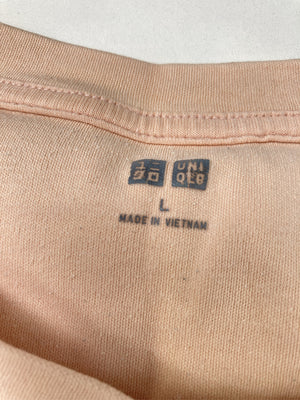 ユニ UNI
クロ QLO
L
MADE IN VIETNAM